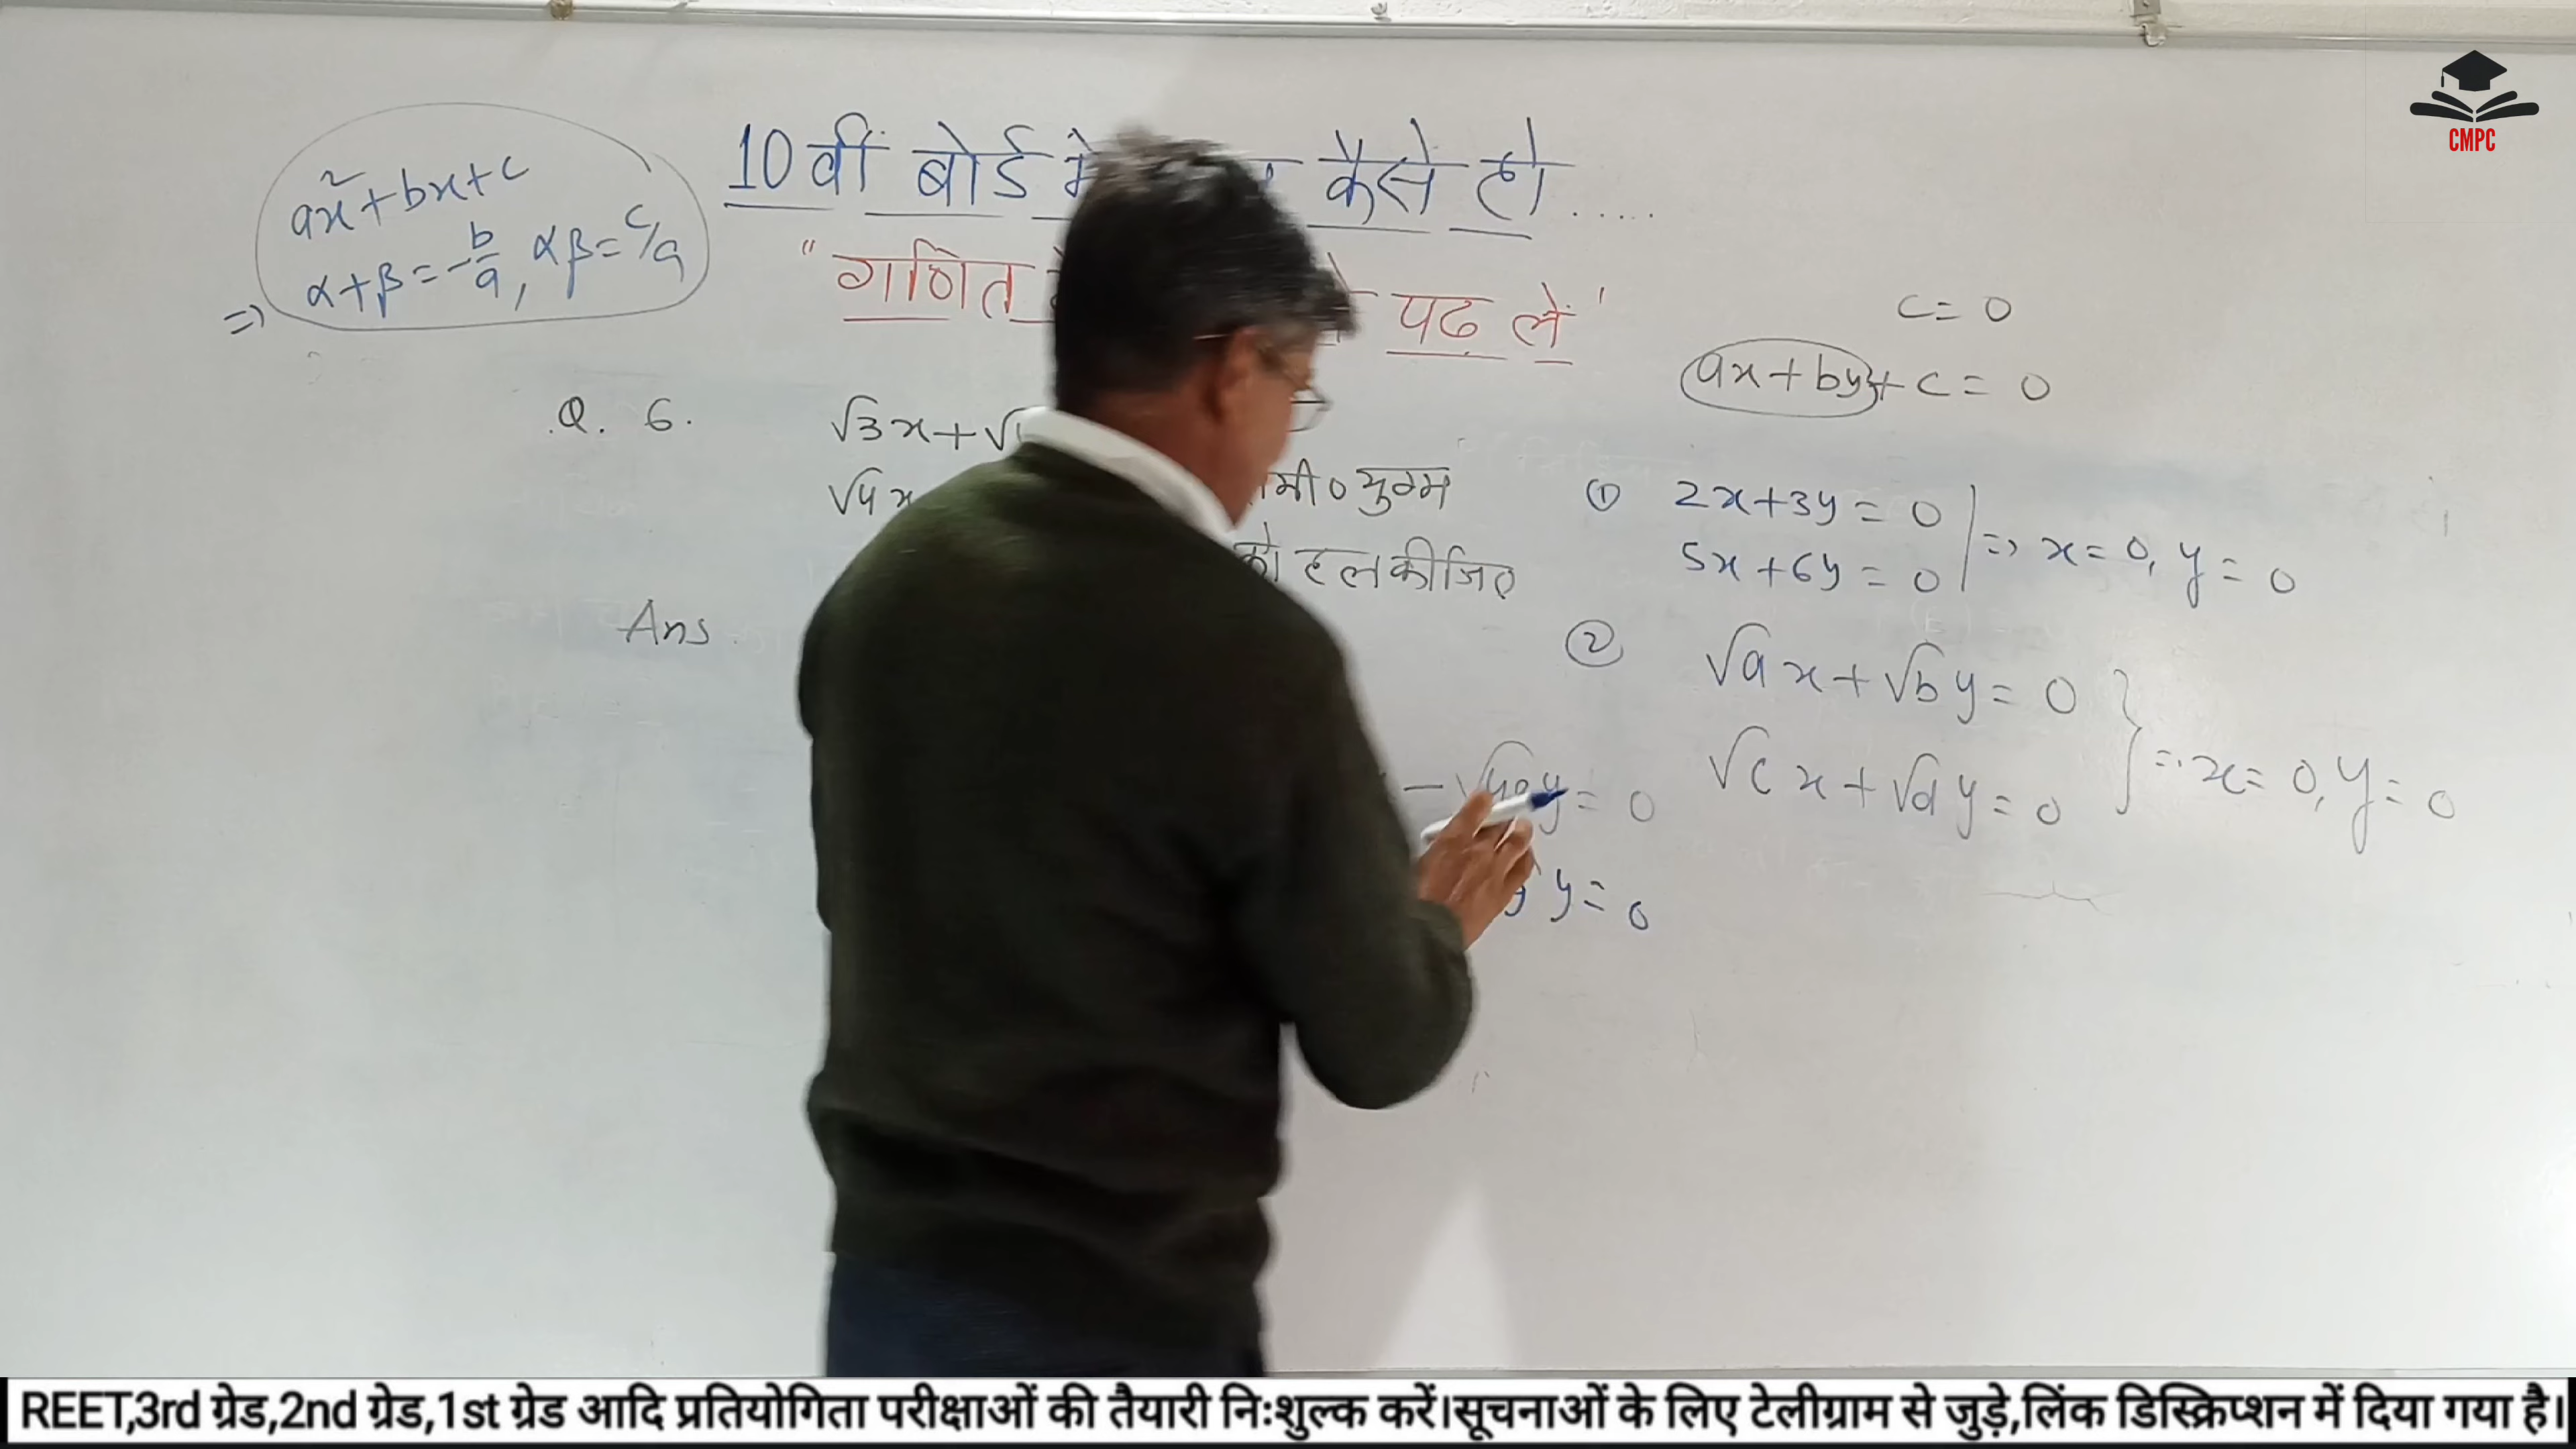 CMPC
ax²+bx+c
α+β=-b/a, αβ=c/a
=>
10वीं बोर्ड में कैसे हो.....
"गणित पढ लें'
c=0
ax+by+c=0
Q. 6. √3x+√
√4x मी० युग्म
को हल कीजिए
Ans.
① 2x+3y=0
5x+6y=0 => x=0, y=0
② √a x+√b y=0
√c x+√d y=0 => x=0, y=0
y=0
y=0
REET,3rd ग्रेड,2nd ग्रेड,1st ग्रेड आदि प्रतियोगिता परीक्षाओं की तैयारी निःशुल्क करें।सूचनाओं के लिए टेलीग्राम से जुड़े,लिंक डिस्क्रिप्शन में दिया गया है।